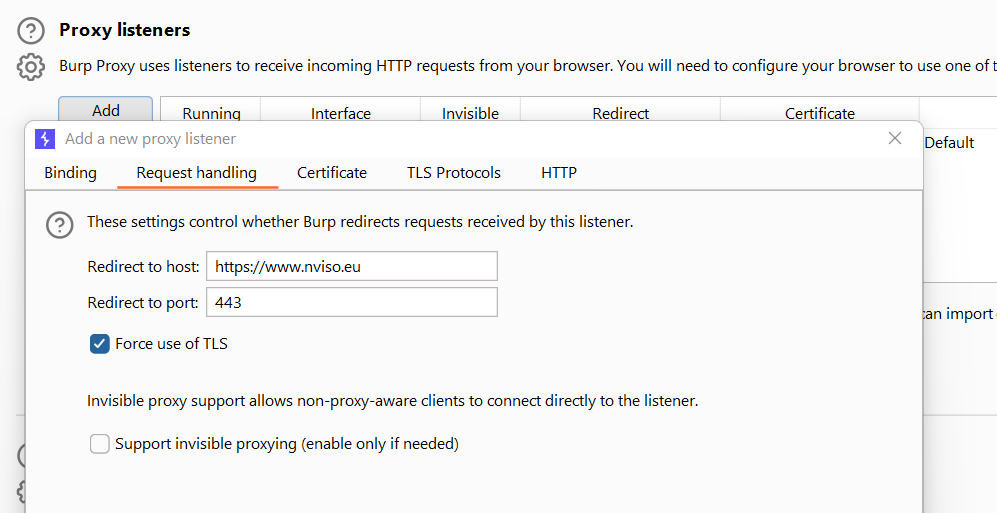 Proxy listeners
Burp Proxy uses listeners to receive incoming HTTP requests from your browser. You will need to configure your browser to use one of t
Add Running Interface Invisible Redirect Certificate
Add a new proxy listener
Default
Binding Request handling Certificate TLS Protocols HTTP
These settings control whether Burp redirects requests received by this listener.
Redirect to host: https://www.nviso.eu
Redirect to port: 443
can import
Force use of TLS
Invisible proxy support allows non-proxy-aware clients to connect directly to the listener.
Support invisible proxying (enable only if needed)